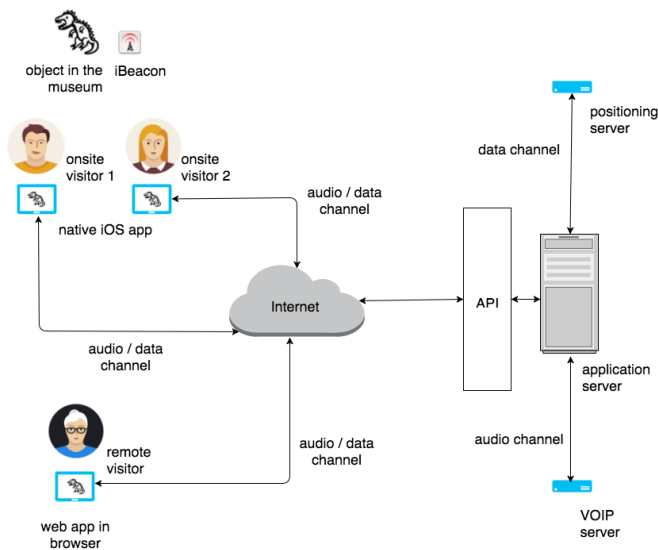 object in the
museum
iBeacon
positioning
server
onsite
visitor 1
onsite
visitor 2
data channel
audio / data
channel
native iOS app
API
Internet
audio / data
channel
application
server
remote
visitor
audio / data
channel
audio channel
web app in
browser
VOIP
server